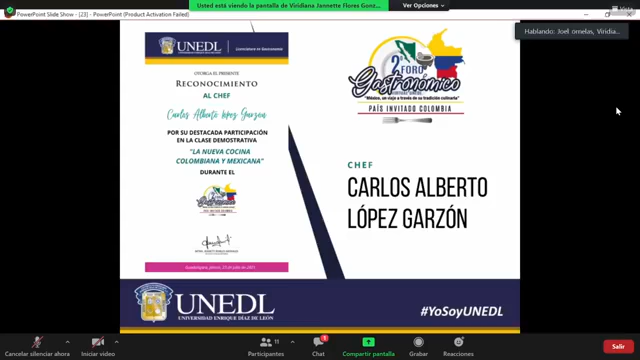 PowerPoint Slide Show - [23] - PowerPoint (Product Activation Failed)
Usted está viendo la pantalla de Viridiana Jannette Flores Gonz...
Ver Opciones
Vista
Hablando: Joel ornelas, Viridia...
UNEDL
OTORGA EL PRESENTE
RECONOCIMIENTO
AL CHEF
Carlos Alberto López Garzón
POR SU DESTACADA PARTICIPACIÓN
EN LA CLASE DEMOSTRATIVA
"LA NUEVA COCINA
COLOMBIANA Y MEXICANA"
DURANTE EL
2º FORO
Gastronómico
"México, un viaje a través de su tradición culinaria"
PAÍS INVITADO COLOMBIA
CHEF
CARLOS ALBERTO
LÓPEZ GARZÓN
UNEDL
UNIVERSIDAD ENRIQUE DÍAZ DE LEÓN
#YoSoyUNEDL
Cancelar silenciar ahora
Iniciar video
Participantes
11
Chat
Compartir pantalla
Grabar
Reacciones
Salir